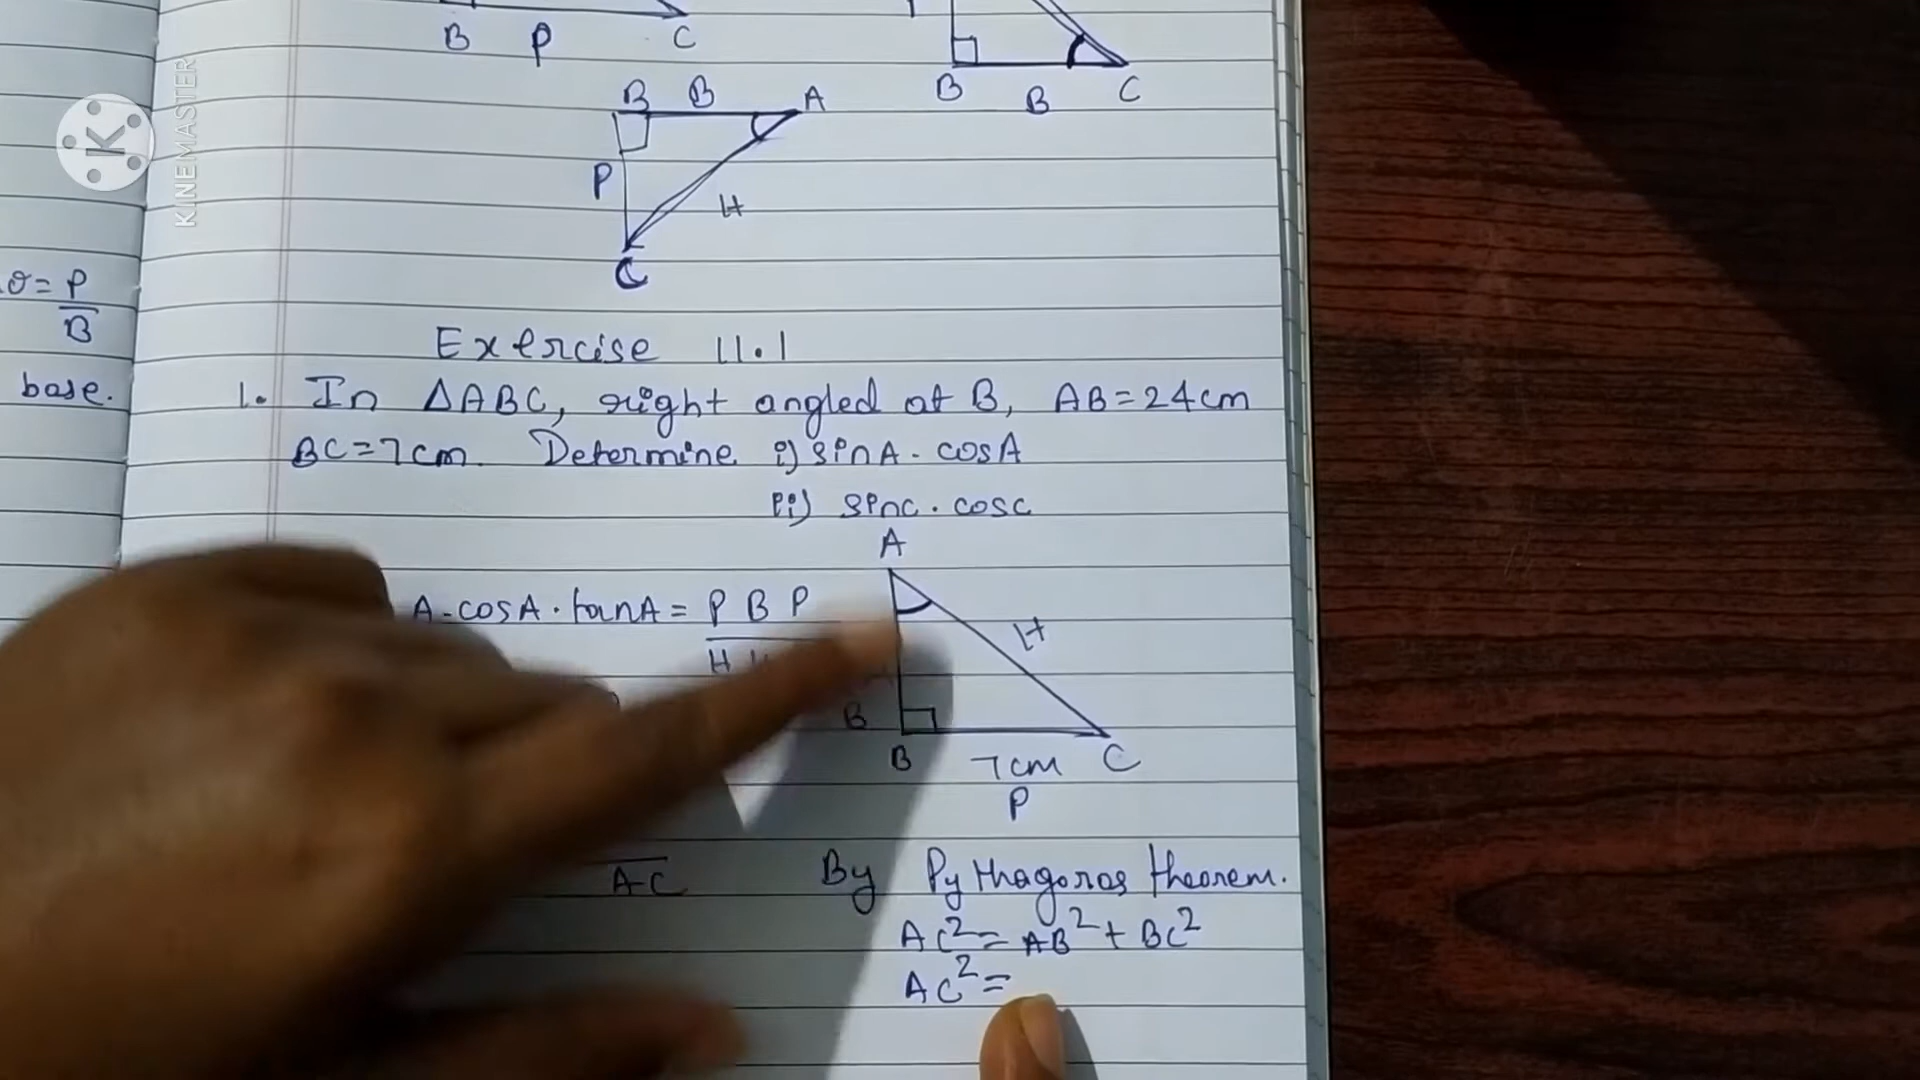 B P C
B B C
B B A
P
H
C
θ = P
B
Exercise 11.1
base.
1. In ΔABC, right angled at B, AB = 24cm
BC = 7cm. Determine i) sinA . cosA
ii) sinc . cosc
A
A . cosA . tanA = P B P
H
H
B
B 7cm C
P
AC
By Pythagoras theorem.
AC² = AB² + BC²
AC² =
K
KINEMASTER